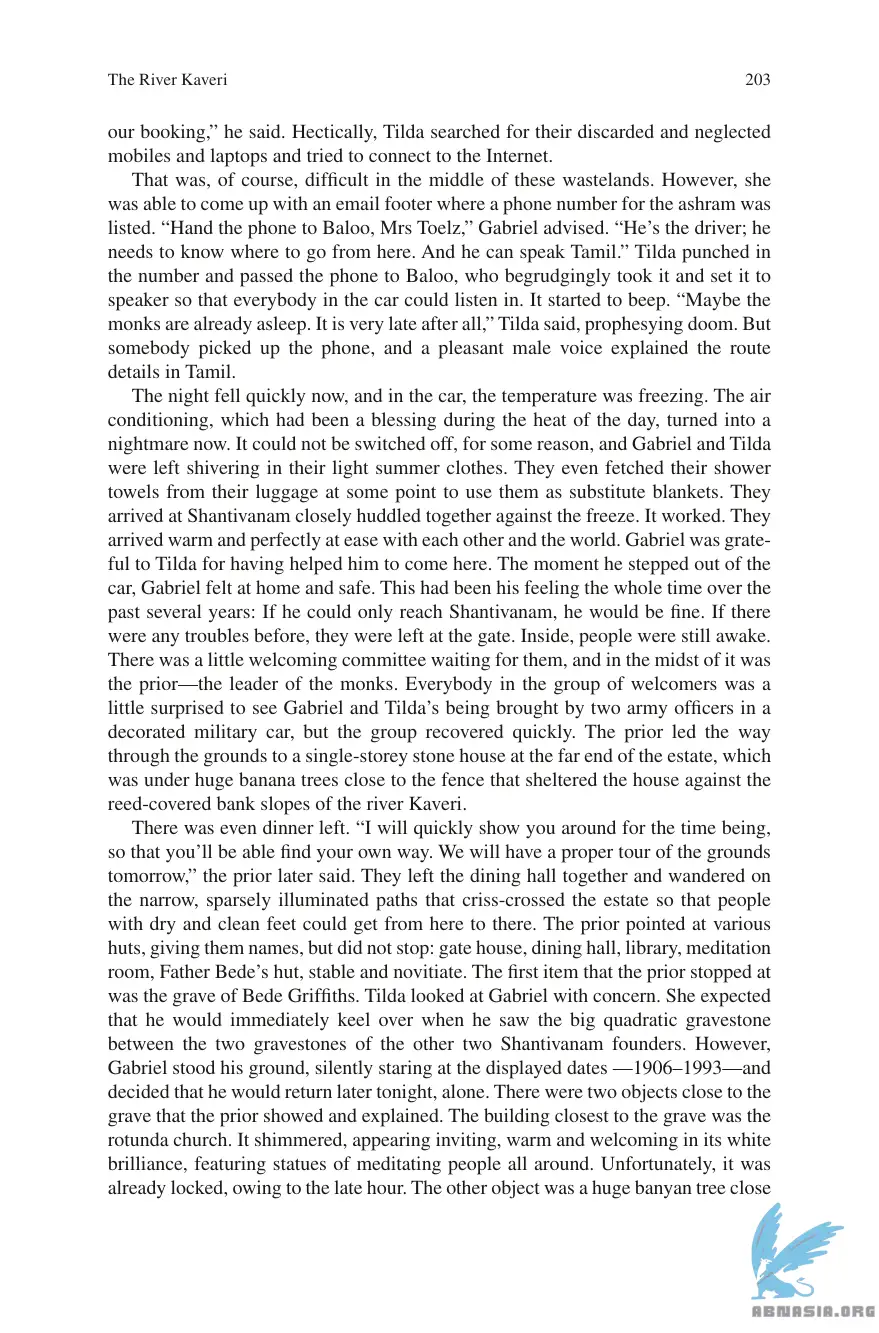 The River Kaveri 203
our booking,” he said. Hectically, Tilda searched for their discarded and neglected
mobiles and laptops and tried to connect to the Internet.
That was, of course, difficult in the middle of these wastelands. However, she
was able to come up with an email footer where a phone number for the ashram was
listed. “Hand the phone to Baloo, Mrs Toelz,” Gabriel advised. “He’s the driver; he
needs to know where to go from here. And he can speak Tamil.” Tilda punched in
the number and passed the phone to Baloo, who begrudgingly took it and set it to
speaker so that everybody in the car could listen in. It started to beep. “Maybe the
monks are already asleep. It is very late after all,” Tilda said, prophesying doom. But
somebody picked up the phone, and a pleasant male voice explained the route
details in Tamil.
The night fell quickly now, and in the car, the temperature was freezing. The air
conditioning, which had been a blessing during the heat of the day, turned into a
nightmare now. It could not be switched off, for some reason, and Gabriel and Tilda
were left shivering in their light summer clothes. They even fetched their shower
towels from their luggage at some point to use them as substitute blankets. They
arrived at Shantivanam closely huddled together against the freeze. It worked. They
arrived warm and perfectly at ease with each other and the world. Gabriel was grate-
ful to Tilda for having helped him to come here. The moment he stepped out of the
car, Gabriel felt at home and safe. This had been his feeling the whole time over the
past several years: If he could only reach Shantivanam, he would be fine. If there
were any troubles before, they were left at the gate. Inside, people were still awake.
There was a little welcoming committee waiting for them, and in the midst of it was
the prior—the leader of the monks. Everybody in the group of welcomers was a
little surprised to see Gabriel and Tilda’s being brought by two army officers in a
decorated military car, but the group recovered quickly. The prior led the way
through the grounds to a single-storey stone house at the far end of the estate, which
was under huge banana trees close to the fence that sheltered the house against the
reed-covered bank slopes of the river Kaveri.
There was even dinner left. “I will quickly show you around for the time being,
so that you’ll be able find your own way. We will have a proper tour of the grounds
tomorrow,” the prior later said. They left the dining hall together and wandered on
the narrow, sparsely illuminated paths that criss-crossed the estate so that people
with dry and clean feet could get from here to there. The prior pointed at various
huts, giving them names, but did not stop: gate house, dining hall, library, meditation
room, Father Bede’s hut, stable and novitiate. The first item that the prior stopped at
was the grave of Bede Griffiths. Tilda looked at Gabriel with concern. She expected
that he would immediately keel over when he saw the big quadratic gravestone
between the two gravestones of the other two Shantivanam founders. However,
Gabriel stood his ground, silently staring at the displayed dates —1906–1993—and
decided that he would return later tonight, alone. There were two objects close to the
grave that the prior showed and explained. The building closest to the grave was the
rotunda church. It shimmered, appearing inviting, warm and welcoming in its white
brilliance, featuring statues of meditating people all around. Unfortunately, it was
already locked, owing to the late hour. The other object was a huge banyan tree close
ABNASIA.ORG